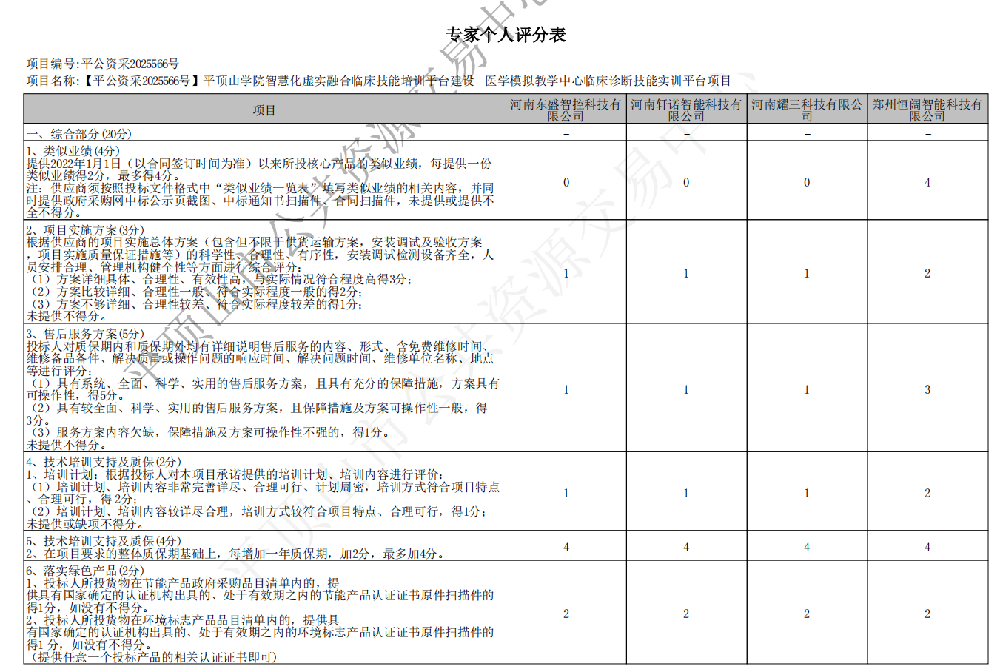 专家个人评分表
项目编号:平公资采2025566号
项目名称:【平公资采2025566号】平顶山学院智慧化虚实融合临床技能培训平台建设—医学模拟教学中心临床诊断技能实训平台项目
项目
河南东盛智控科技有限公司
河南轩诺智能科技有限公司
河南耀三科技有限公司
郑州恒阔智能科技有限公司
一、综合部分(20分)
–
–
–
–
1、类似业绩(4分)
提供2022年1月1日（以合同签订时间为准）以来所投核心产品的类似业绩，每提供一份
类似业绩得2分，最多得4分。
注：供应商须按照投标文件格式中“类似业绩一览表”填写类似业绩的相关内容，并同
时提供政府采购网中标公示页截图、中标通知书扫描件、合同扫描件，未提供或提供不
全不得分。
0
0
0
4
2、项目实施方案(3分)
根据供应商的项目实施总体方案（包含但不限于供货运输方案，安装调试及验收方案
，项目实施质量保证措施等）的科学性、合理性、有序性，安装调试检测设备齐全，人
员安排合理、管理机构健全性等方面进行综合评分：
（1）方案详细具体、合理性、有效性高，与实际情况符合程度高得3分；
（2）方案比较详细、合理性一般、符合实际程度一般的得2分；
（3）方案不够详细、合理性较差、符合实际程度较差的得1分；
未提供不得分。
1
1
1
2
3、售后服务方案(5分)
投标人对质保期内和质保期外均有详细说明售后服务的内容、形式、含免费维修时间、
维修备品备件、解决质量或操作问题的响应时间、解决问题时间、维修单位名称、地点
等进行评分：
（1）具有系统、全面、科学、实用的售后服务方案，且具有充分的保障措施，方案具有
可操作性，得5分。
（2）具有较全面、科学、实用的售后服务方案，且保障措施及方案可操作性一般，得
3分。
（3）服务方案内容欠缺，保障措施及方案可操作性不强的，得1分。
未提供不得分。
1
1
1
3
4、技术培训支持及质保(2分)
1、培训计划：根据投标人对本项目承诺提供的培训计划、培训内容进行评价：
（1）培训计划、培训内容非常完善详尽、合理可行、计划周密，培训方式符合项目特点
、合理可行，得 2分；
（2）培训计划、培训内容较详尽合理，培训方式较符合项目特点、合理可行，得1分；
未提供或缺项不得分。
1
1
1
2
5、技术培训支持及质保(4分)
2、在项目要求的整体质保期基础上，每增加一年质保期，加2分，最多加4分。
4
4
4
4
6、落实绿色产品(2分)
1、投标人所投货物在节能产品政府采购品目清单内的，提
供具有国家确定的认证机构出具的、处于有效期之内的节能产品认证证书原件扫描件的
得1分，如没有不得分。
2、投标人所投货物在环境标志产品品目清单内的，提供具
有国家确定的认证机构出具的、处于有效期之内的环境标志产品认证证书原件扫描件的
得1 分，如没有不得分。
（提供任意一个投标产品的相关认证证书即可)
2
2
2
2
平顶山市公共资源交易中心
平顶山市公共资源交易中心